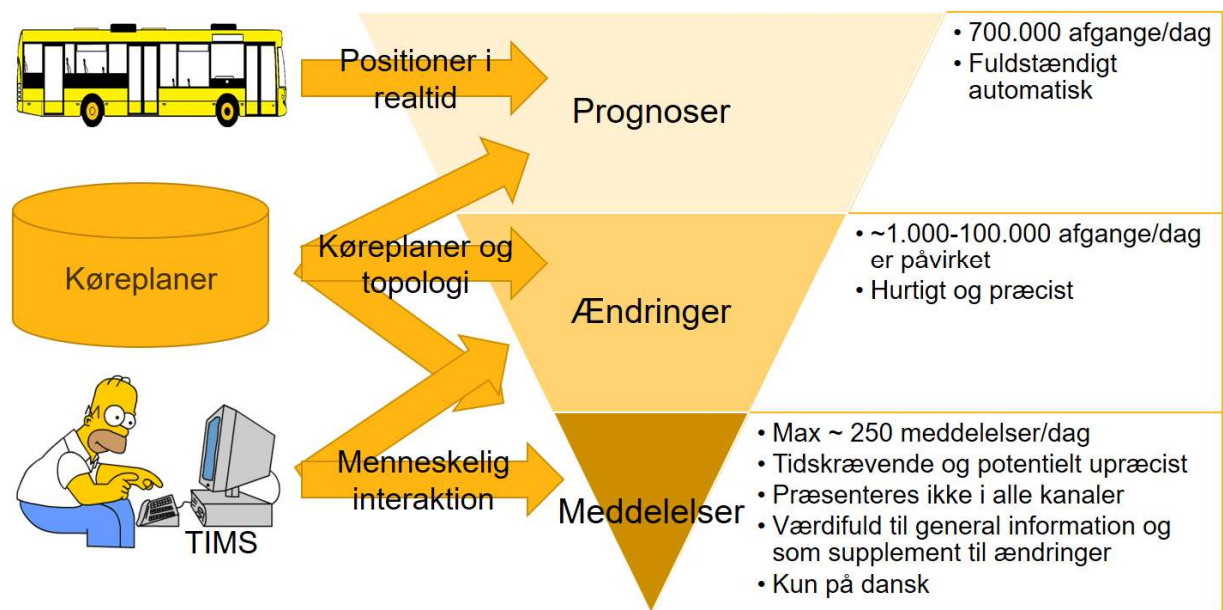 Positioner i
realtid
Prognoser
• 700.000 afgange/dag
• Fuldstændigt
automatisk
Køreplaner
Køreplaner og
topologi
Ændringer
• ~1.000-100.000 afgange/dag
er påvirket
• Hurtigt og præcist
TIMS
Menneskelig
interaktion
Meddelelser
• Max ~ 250 meddelelser/dag
• Tidskrævende og potentielt upræcist
• Præsenteres ikke i alle kanaler
• Værdifuld til general information og
som supplement til ændringer
• Kun på dansk